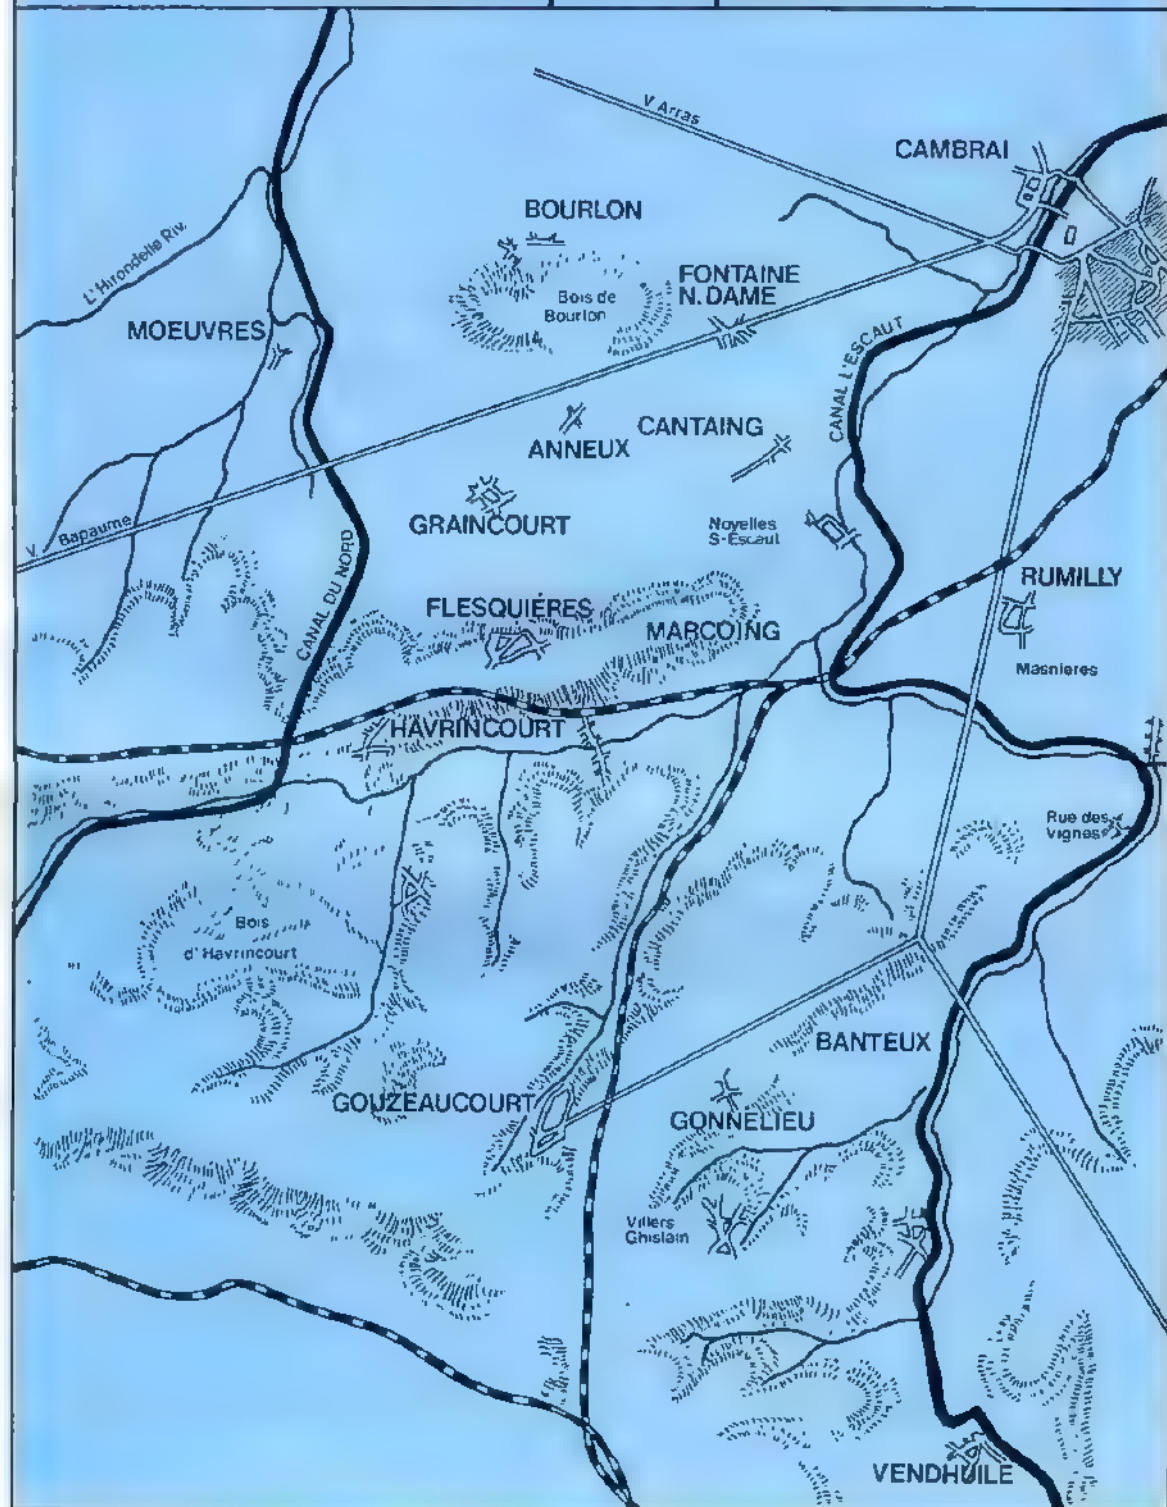 V Arras
CAMBRAI
BOURLON
L'Hirondelle Riv.
FONTAINE
N. DAME
Bois de
Bourlon
MOEUVRES
CANAL L'ESCAUT
CANTAING
ANNEUX
GRAINCOURT
Noyelles
S-Escaut
V. Bapaume
CANAL DU NORD
RUMILLY
FLESQUIÉRES
MARCOING
Masnieres
HAVRINCOURT
Rue des
Vignes
Bois
d'Havrincourt
BANTEUX
GOUZEAUCOURT
GONNELIEU
Villers
Ghislain
VENDHUILE